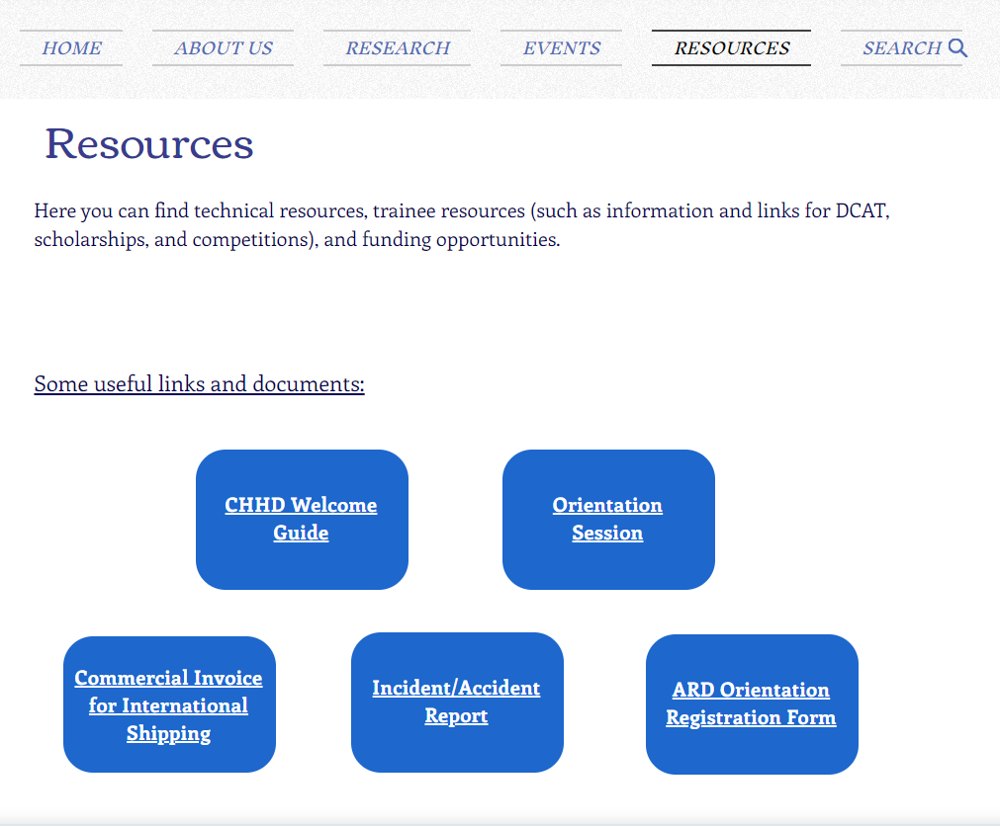 HOME ABOUT US RESEARCH EVENTS RESOURCES SEARCH
Resources
Here you can find technical resources, trainee resources (such as information and links for DCAT,
scholarships, and competitions), and funding opportunities.
Some useful links and documents:
CHHD Welcome
Guide
Orientation
Session
Commercial Invoice
for International
Shipping
Incident/Accident
Report
ARD Orientation
Registration Form